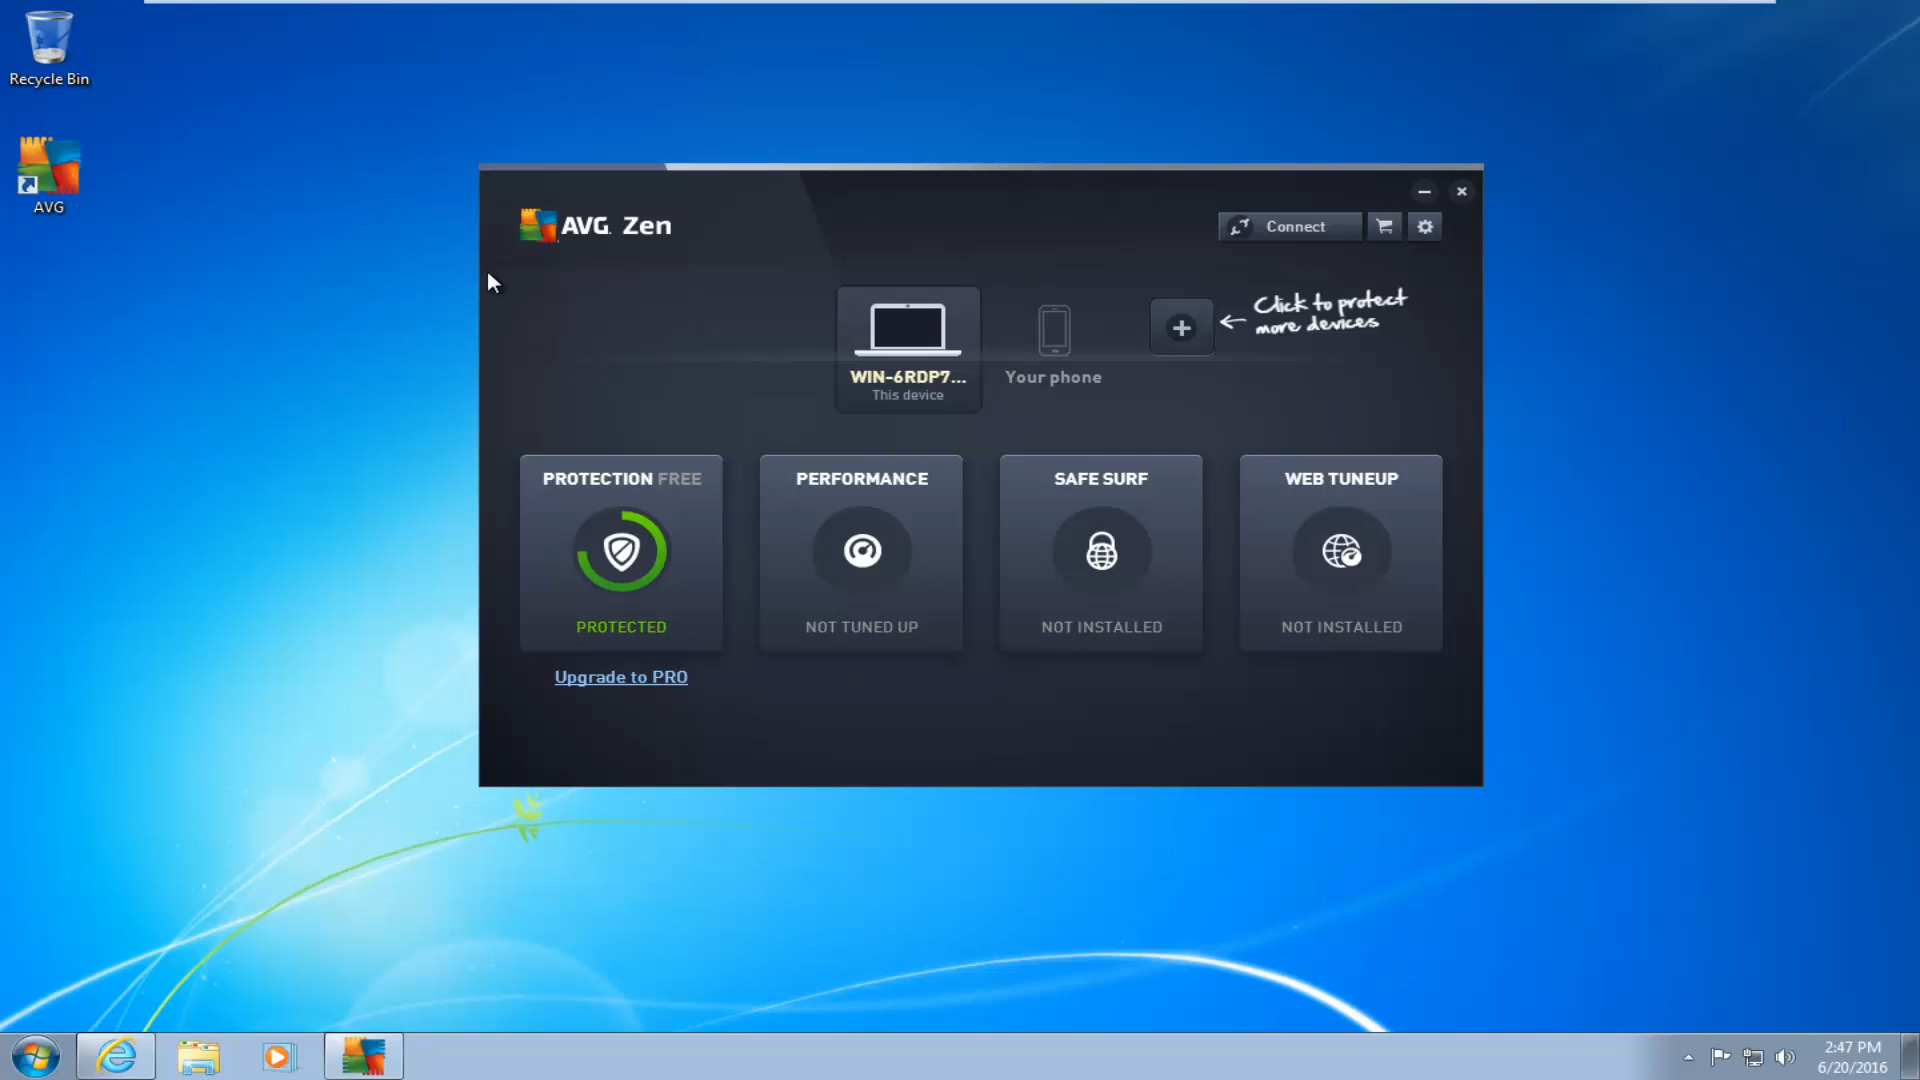 Recycle Bin
AVG
AVG. Zen
Connect
Click to protect
more devices
WIN-6RDP7...
This device
Your phone
PROTECTION FREE
PROTECTED
Upgrade to PRO
PERFORMANCE
NOT TUNED UP
SAFE SURF
NOT INSTALLED
WEB TUNEUP
NOT INSTALLED
2:47 PM
6/20/2016